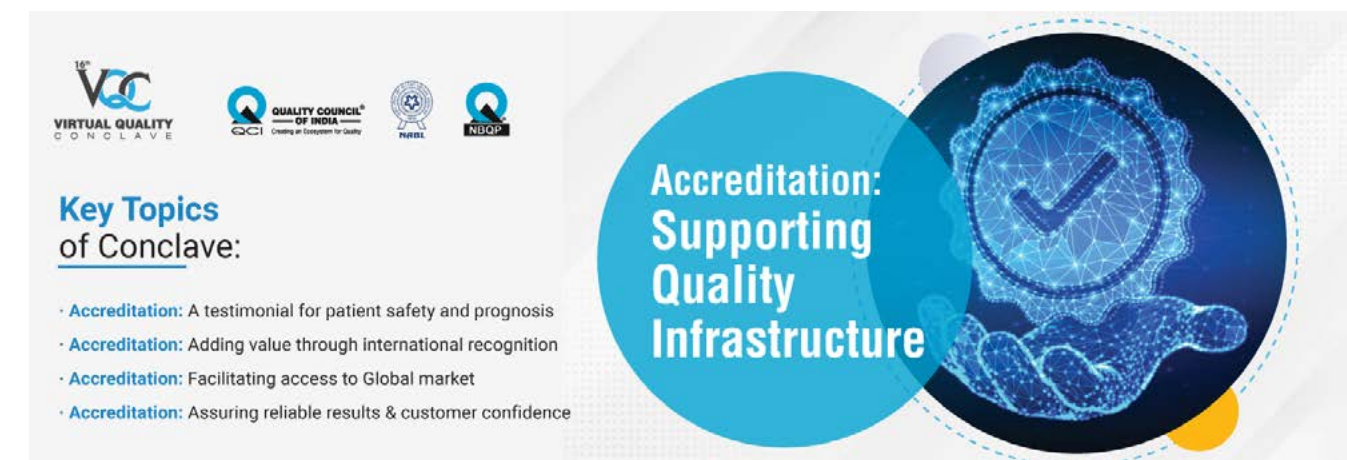 16th
VQC
VIRTUAL QUALITY
CONCLAVE
QCI
QUALITY COUNCIL®
OF INDIA
Creating an Ecosystem for Quality
NABL
NBQP
Key Topics
of Conclave:
· Accreditation: A testimonial for patient safety and prognosis
· Accreditation: Adding value through international recognition
· Accreditation: Facilitating access to Global market
· Accreditation: Assuring reliable results & customer confidence
Accreditation:
Supporting
Quality
Infrastructure